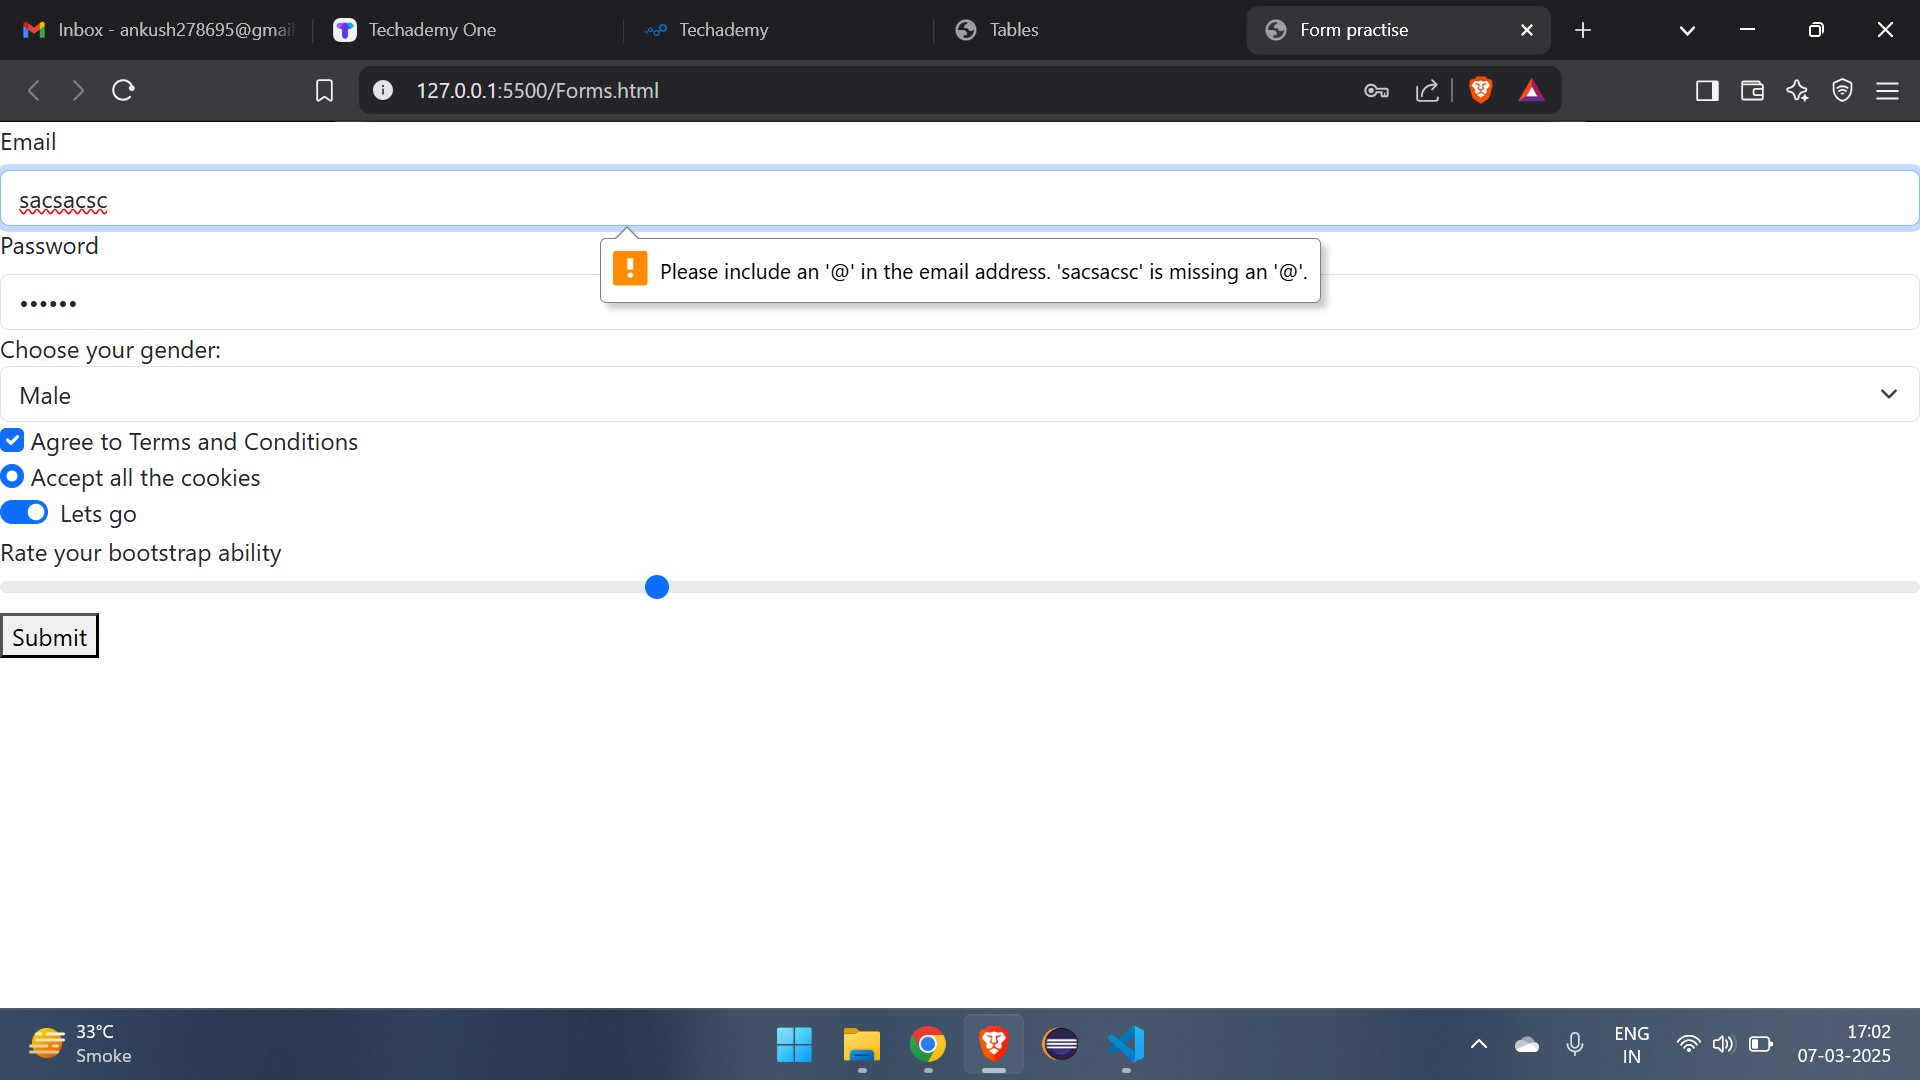 Inbox - ankush278695@gmail
Techademy One
Techademy
Tables
Form practise
127.0.0.1:5500/Forms.html
Email
sacsacsc
Password
Please include an '@' in the email address. 'sacsacsc' is missing an '@'.
••••••
Choose your gender:
Male
Agree to Terms and Conditions
Accept all the cookies
Lets go
Rate your bootstrap ability
Submit
33°C
Smoke
ENG
IN
17:02
07-03-2025